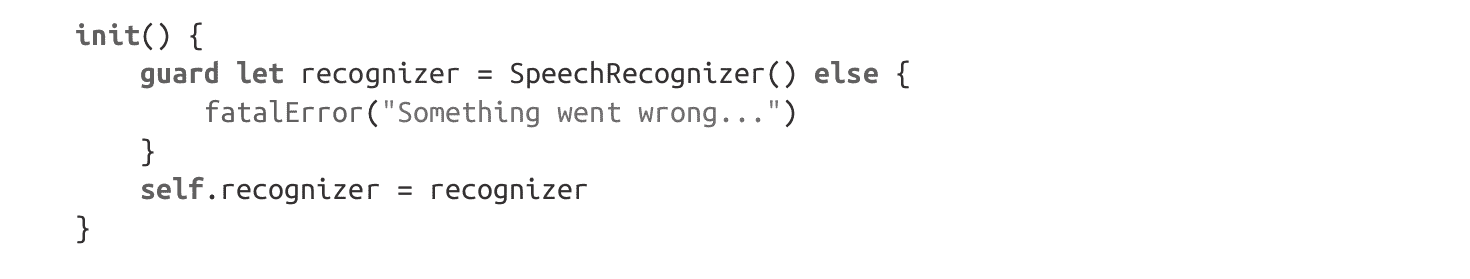 init() {
    guard let recognizer = SpeechRecognizer() else {
        fatalError("Something went wrong...")
    }
    self.recognizer = recognizer
}